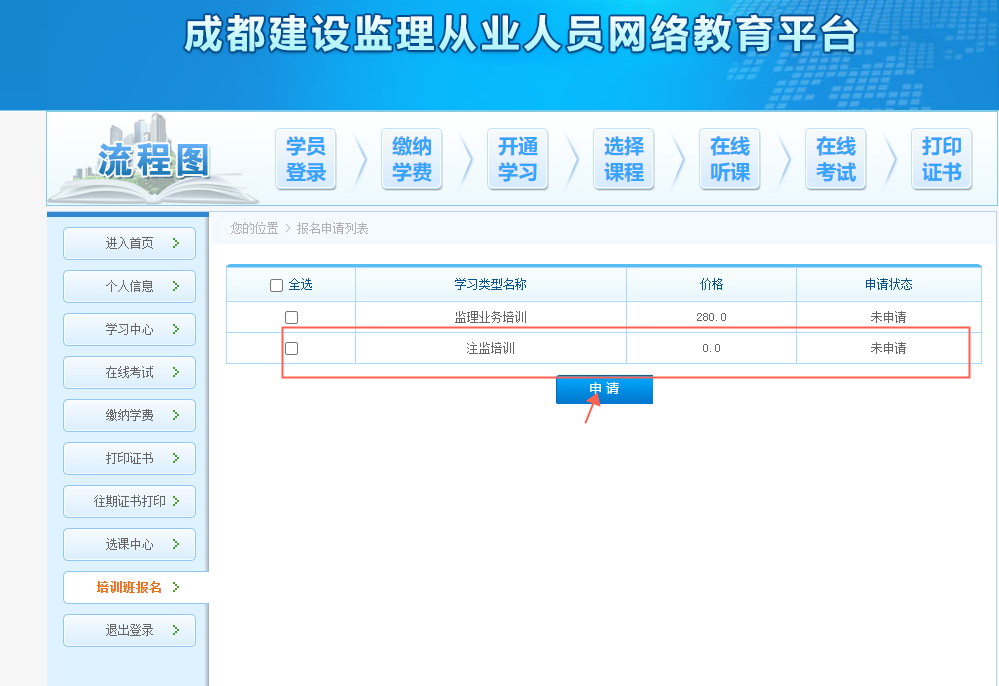 成都建设监理从业人员网络教育平台
流程图
学员
登录
缴纳
学费
开通
学习
选择
课程
在线
听课
在线
考试
打印
证书
进入首页
个人信息
学习中心
在线考试
缴纳学费
打印证书
往期证书打印
选课中心
培训班报名
退出登录
您的位置 > 报名申请列表
全选 学习类型名称 价格 申请状态
监理业务培训 280.0 未申请
注监培训 0.0 未申请
申 请